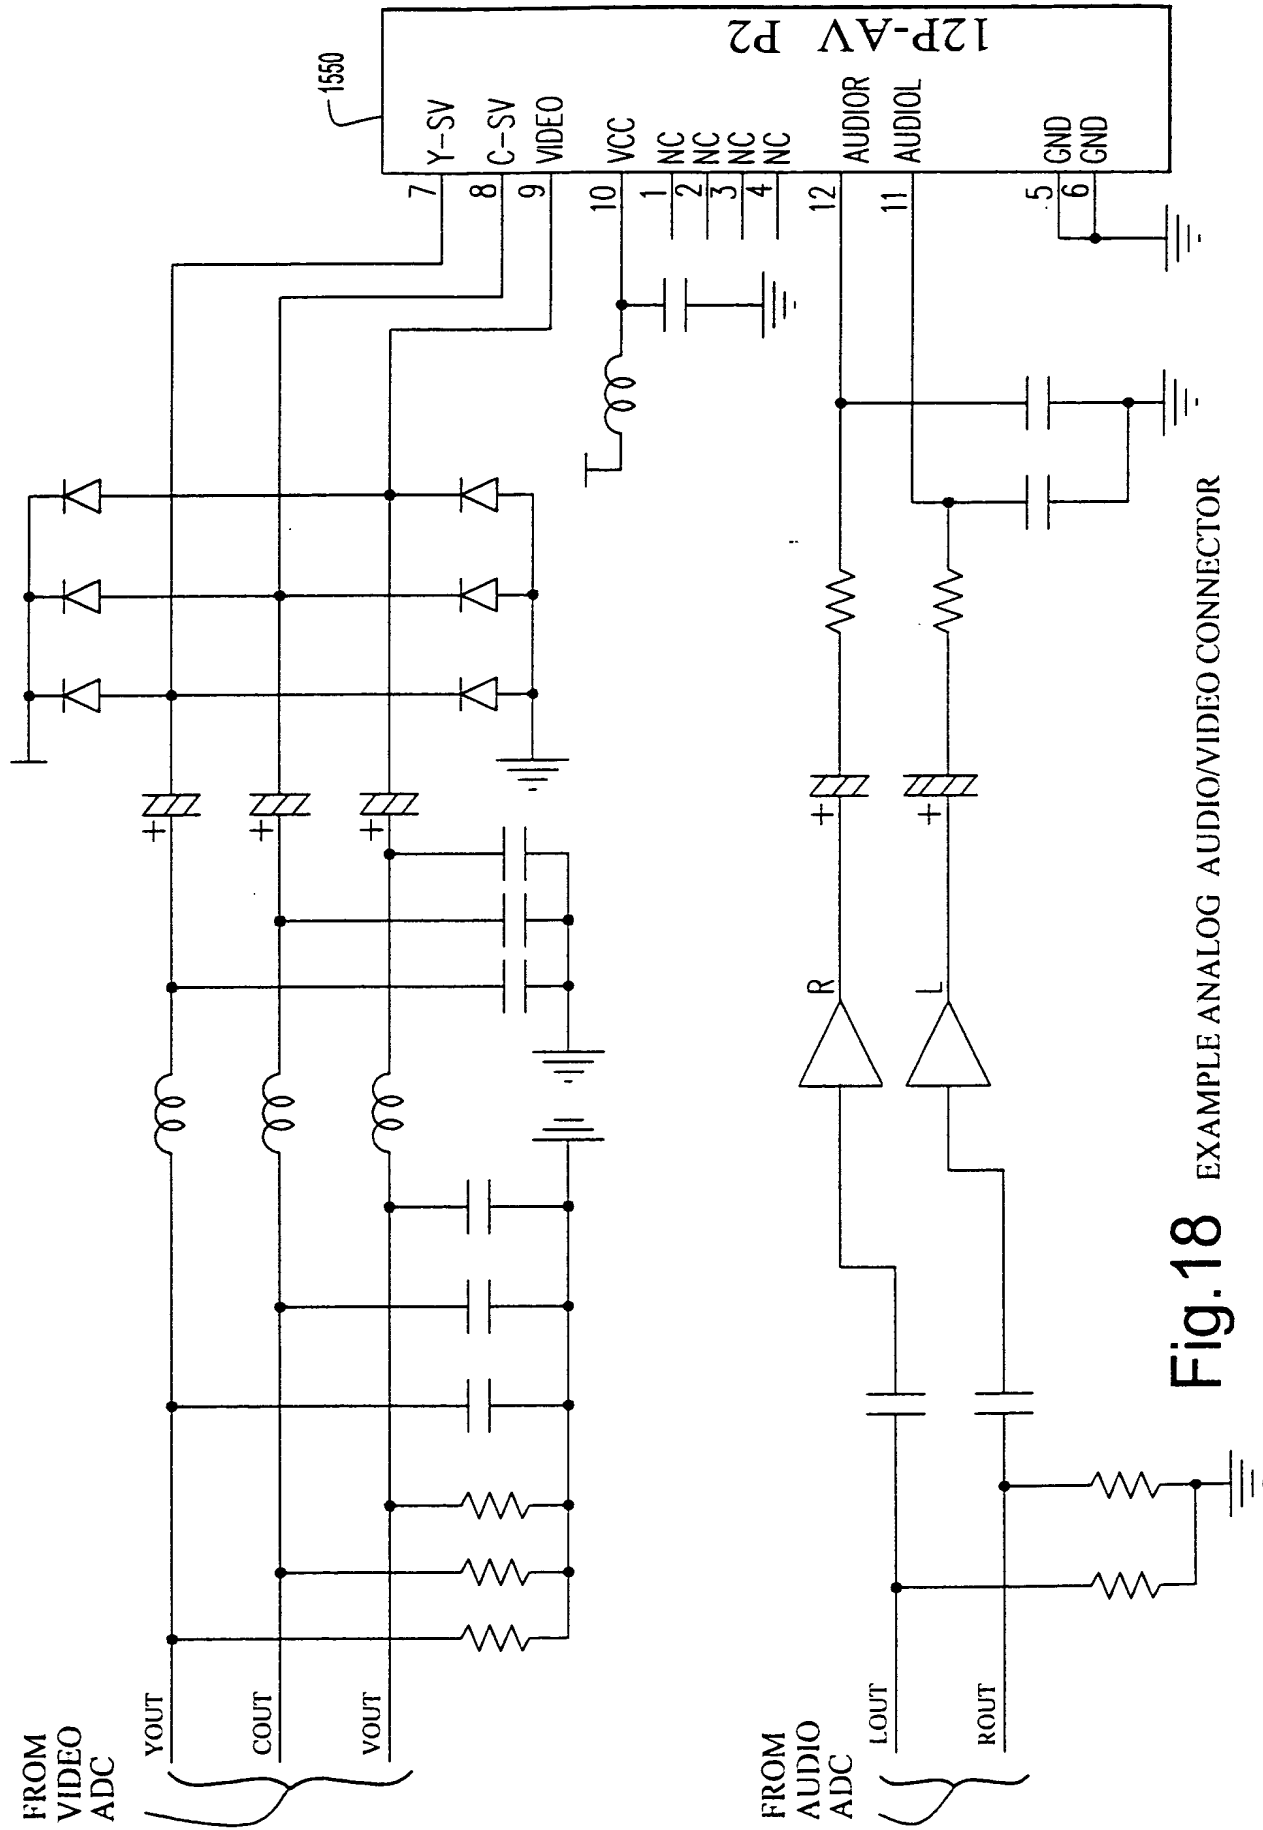 FROM
VIDEO
ADC
YOUT
COUT
VOUT
+
+
+
1550
7 Y-SV
8 C-SV
9 VIDEO
10 VCC
1 NC
2 NC
3 NC
4 NC
12 AUDIOR
11 AUDIOL
5 GND
6 GND
12P-AV P2
FROM
AUDIO
ADC
LOUT
ROUT
R
L
+
+
Fig.18 EXAMPLE ANALOG AUDIO/VIDEO CONNECTOR